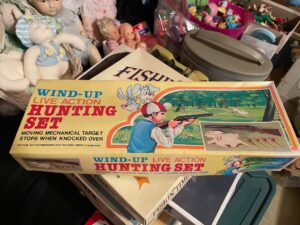 FISHIN
WIND-UP
LIVE ACTION
HUNTING
SET
MOVING MECHANICAL TARGET
STOPS WHEN KNOCKED OVER
WIND-UP LIVE ACTION
HUNTING SET